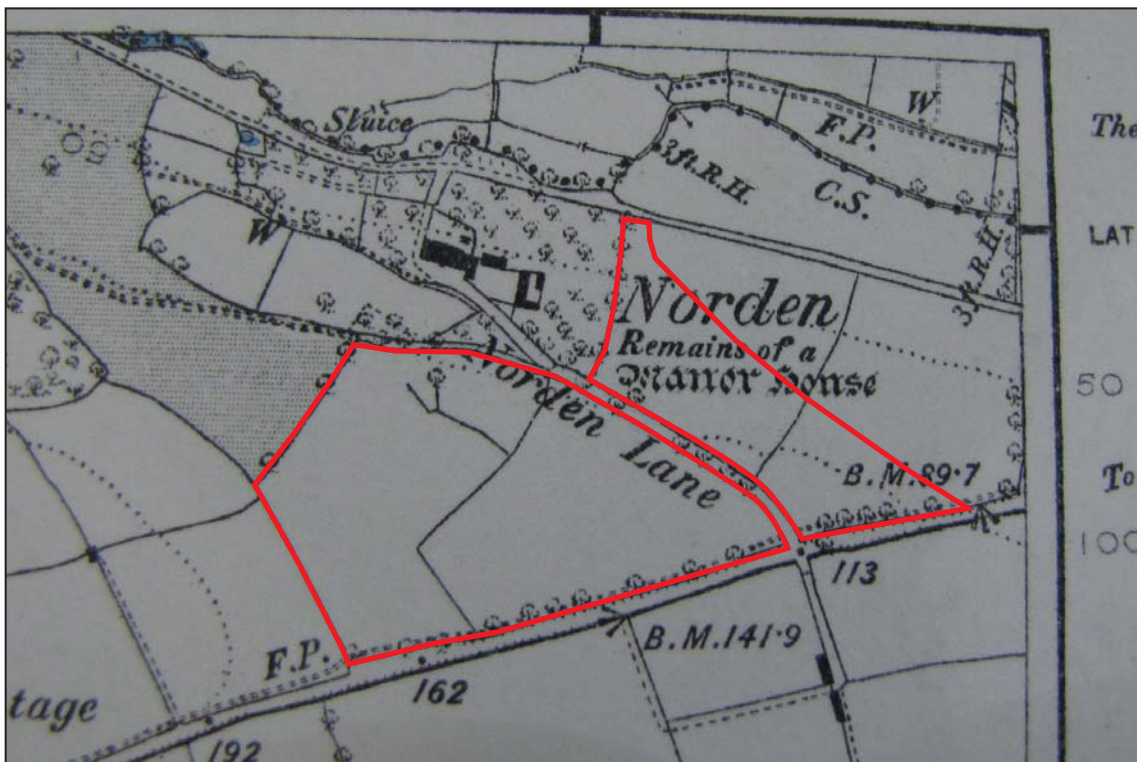 W
F.P.
The
Sluice
3ft.R.H.
C.S.
W
LAT
3ft.R.H.
Norden
Remains of a
Manor House
50
Norden Lane
B.M.89·7
To
100
113
B.M.141·9
F.P.
162
tage
192